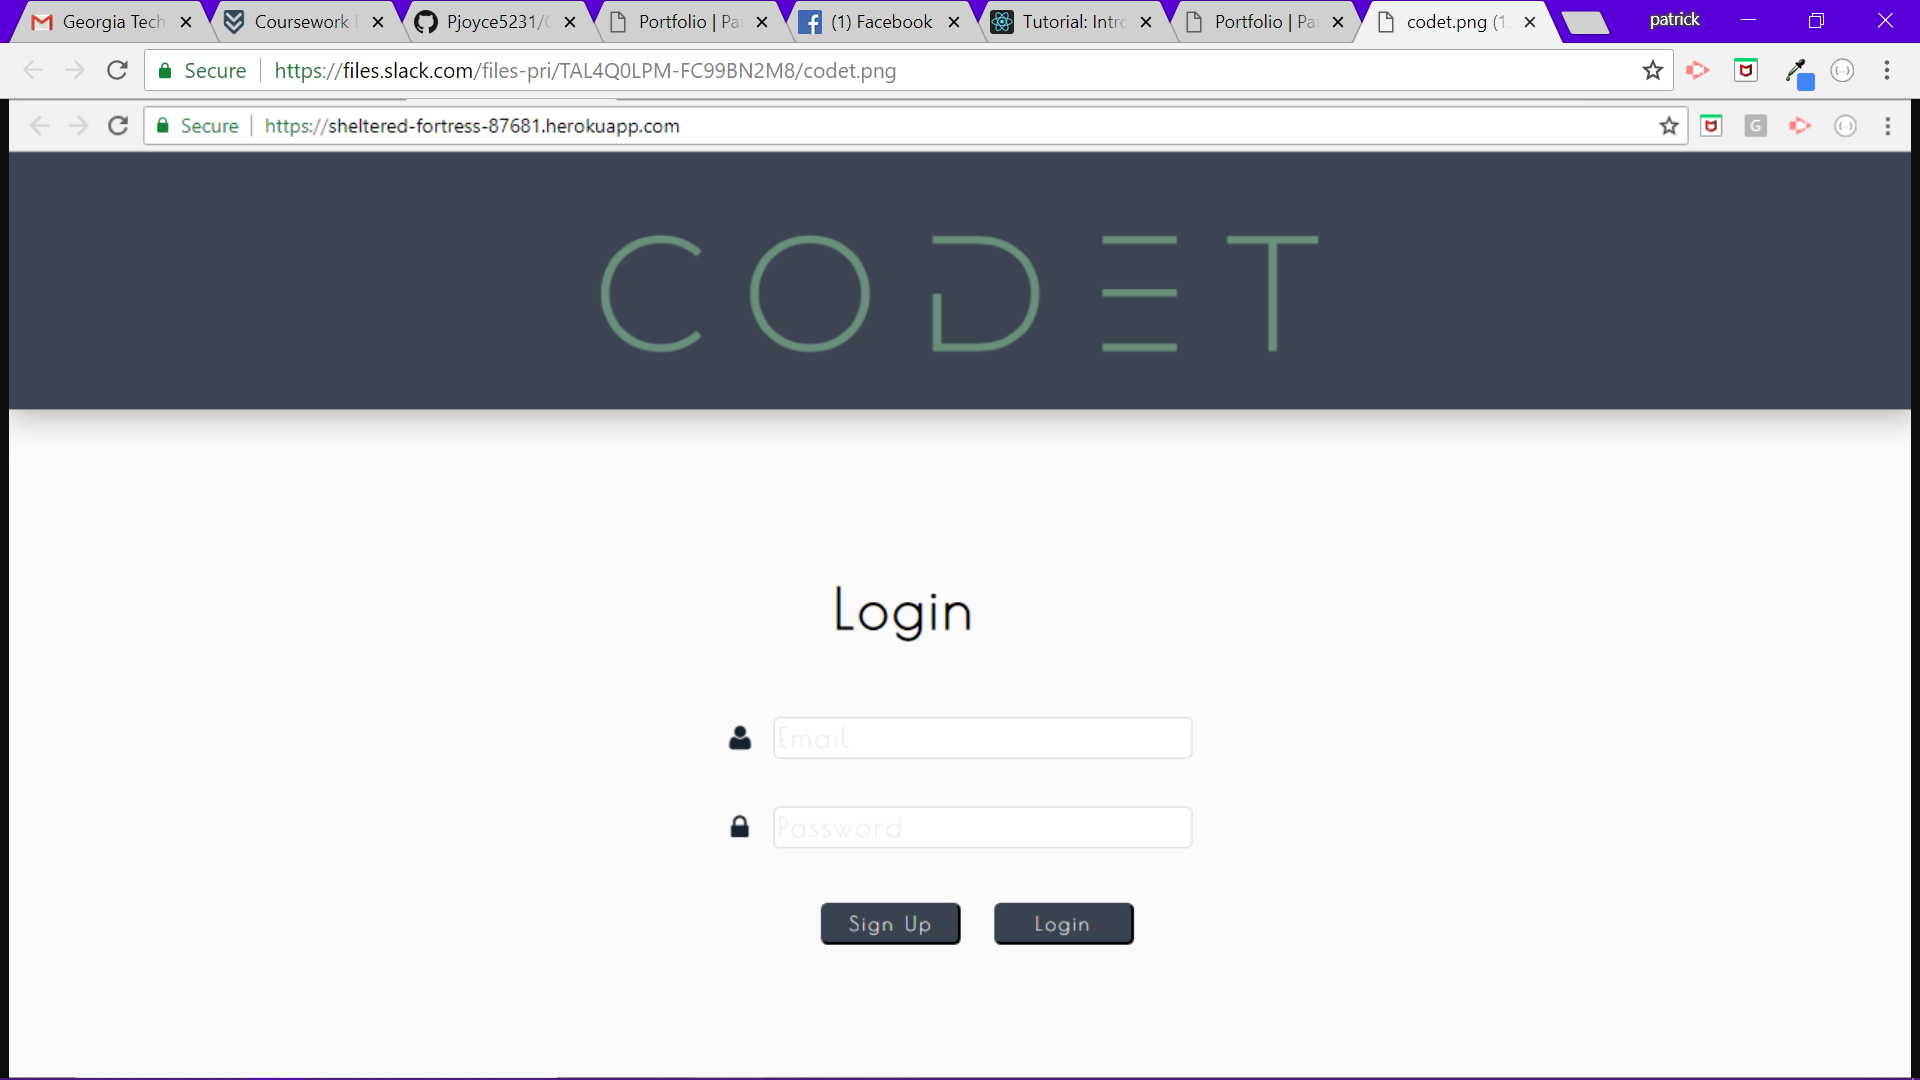 Georgia Tech
Coursework
Pjoyce5231/
Portfolio | Pa
(1) Facebook
Tutorial: Intro
Portfolio | Pa
codet.png (1
patrick
Secure
https://files.slack.com/files-pri/TAL4Q0LPM-FC99BN2M8/codet.png
Secure
https://sheltered-fortress-87681.herokuapp.com
G
CODET
Login
Email
Password
Sign Up
Login